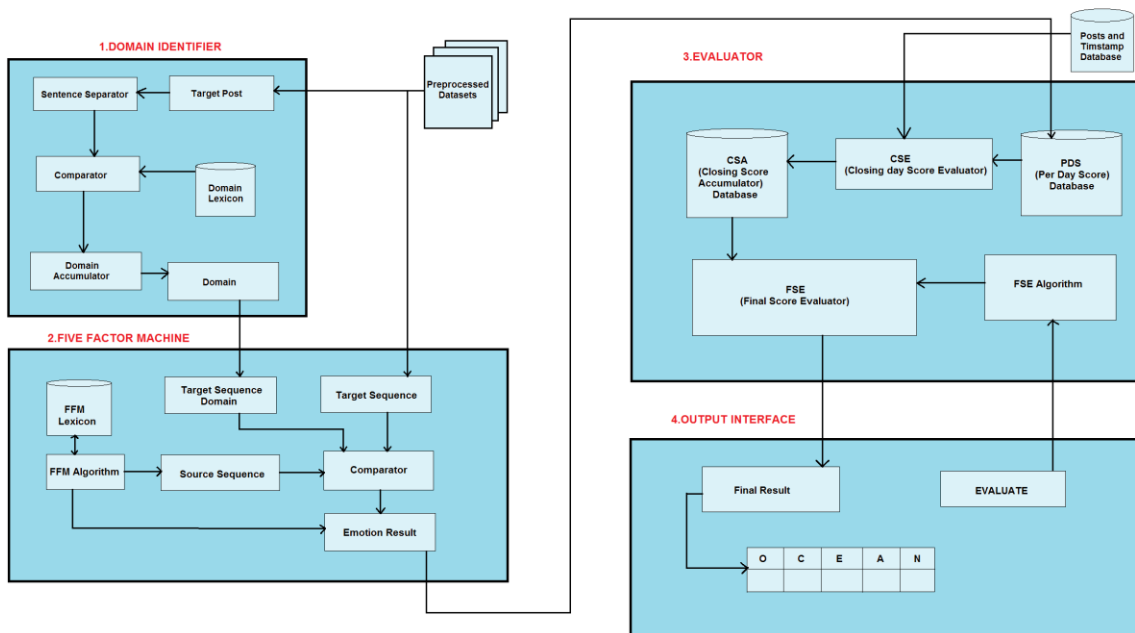 1.DOMAIN IDENTIFIER
Sentence Separator
Target Post
Preprocessed
Datasets
Comparator
Domain
Lexicon
Domain
Accumulator
Domain
2.FIVE FACTOR MACHINE
FFM
Lexicon
Target Sequence
Domain
Target Sequence
FFM Algorithm
Source Sequence
Comparator
Emotion Result
3.EVALUATOR
Posts and
Timstamp
Database
CSA
(Closing Score
Accumulator)
Database
CSE
(Closing day Score Evaluator)
PDS
(Per Day Score)
Database
FSE
(Final Score Evaluator)
FSE Algorithm
4.OUTPUT INTERFACE
Final Result
EVALUATE
O C E A N